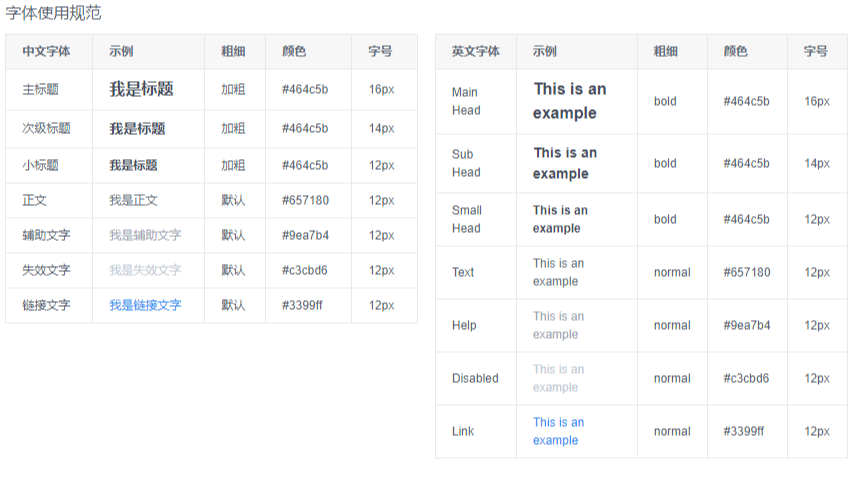 字体使用规范
中文字体 示例 粗细 颜色 字号
主标题 我是标题 加粗 #464c5b 16px
次级标题 我是标题 加粗 #464c5b 14px
小标题 我是标题 加粗 #464c5b 12px
正文 我是正文 默认 #657180 12px
辅助文字 我是辅助文字 默认 #9ea7b4 12px
失效文字 我是失效文字 默认 #c3cbd6 12px
链接文字 我是链接文字 默认 #3399ff 12px
英文字体 示例 粗细 颜色 字号
Main Head This is an example bold #464c5b 16px
Sub Head This is an example bold #464c5b 14px
Small Head This is an example bold #464c5b 12px
Text This is an example normal #657180 12px
Help This is an example normal #9ea7b4 12px
Disabled This is an example normal #c3cbd6 12px
Link This is an example normal #3399ff 12px